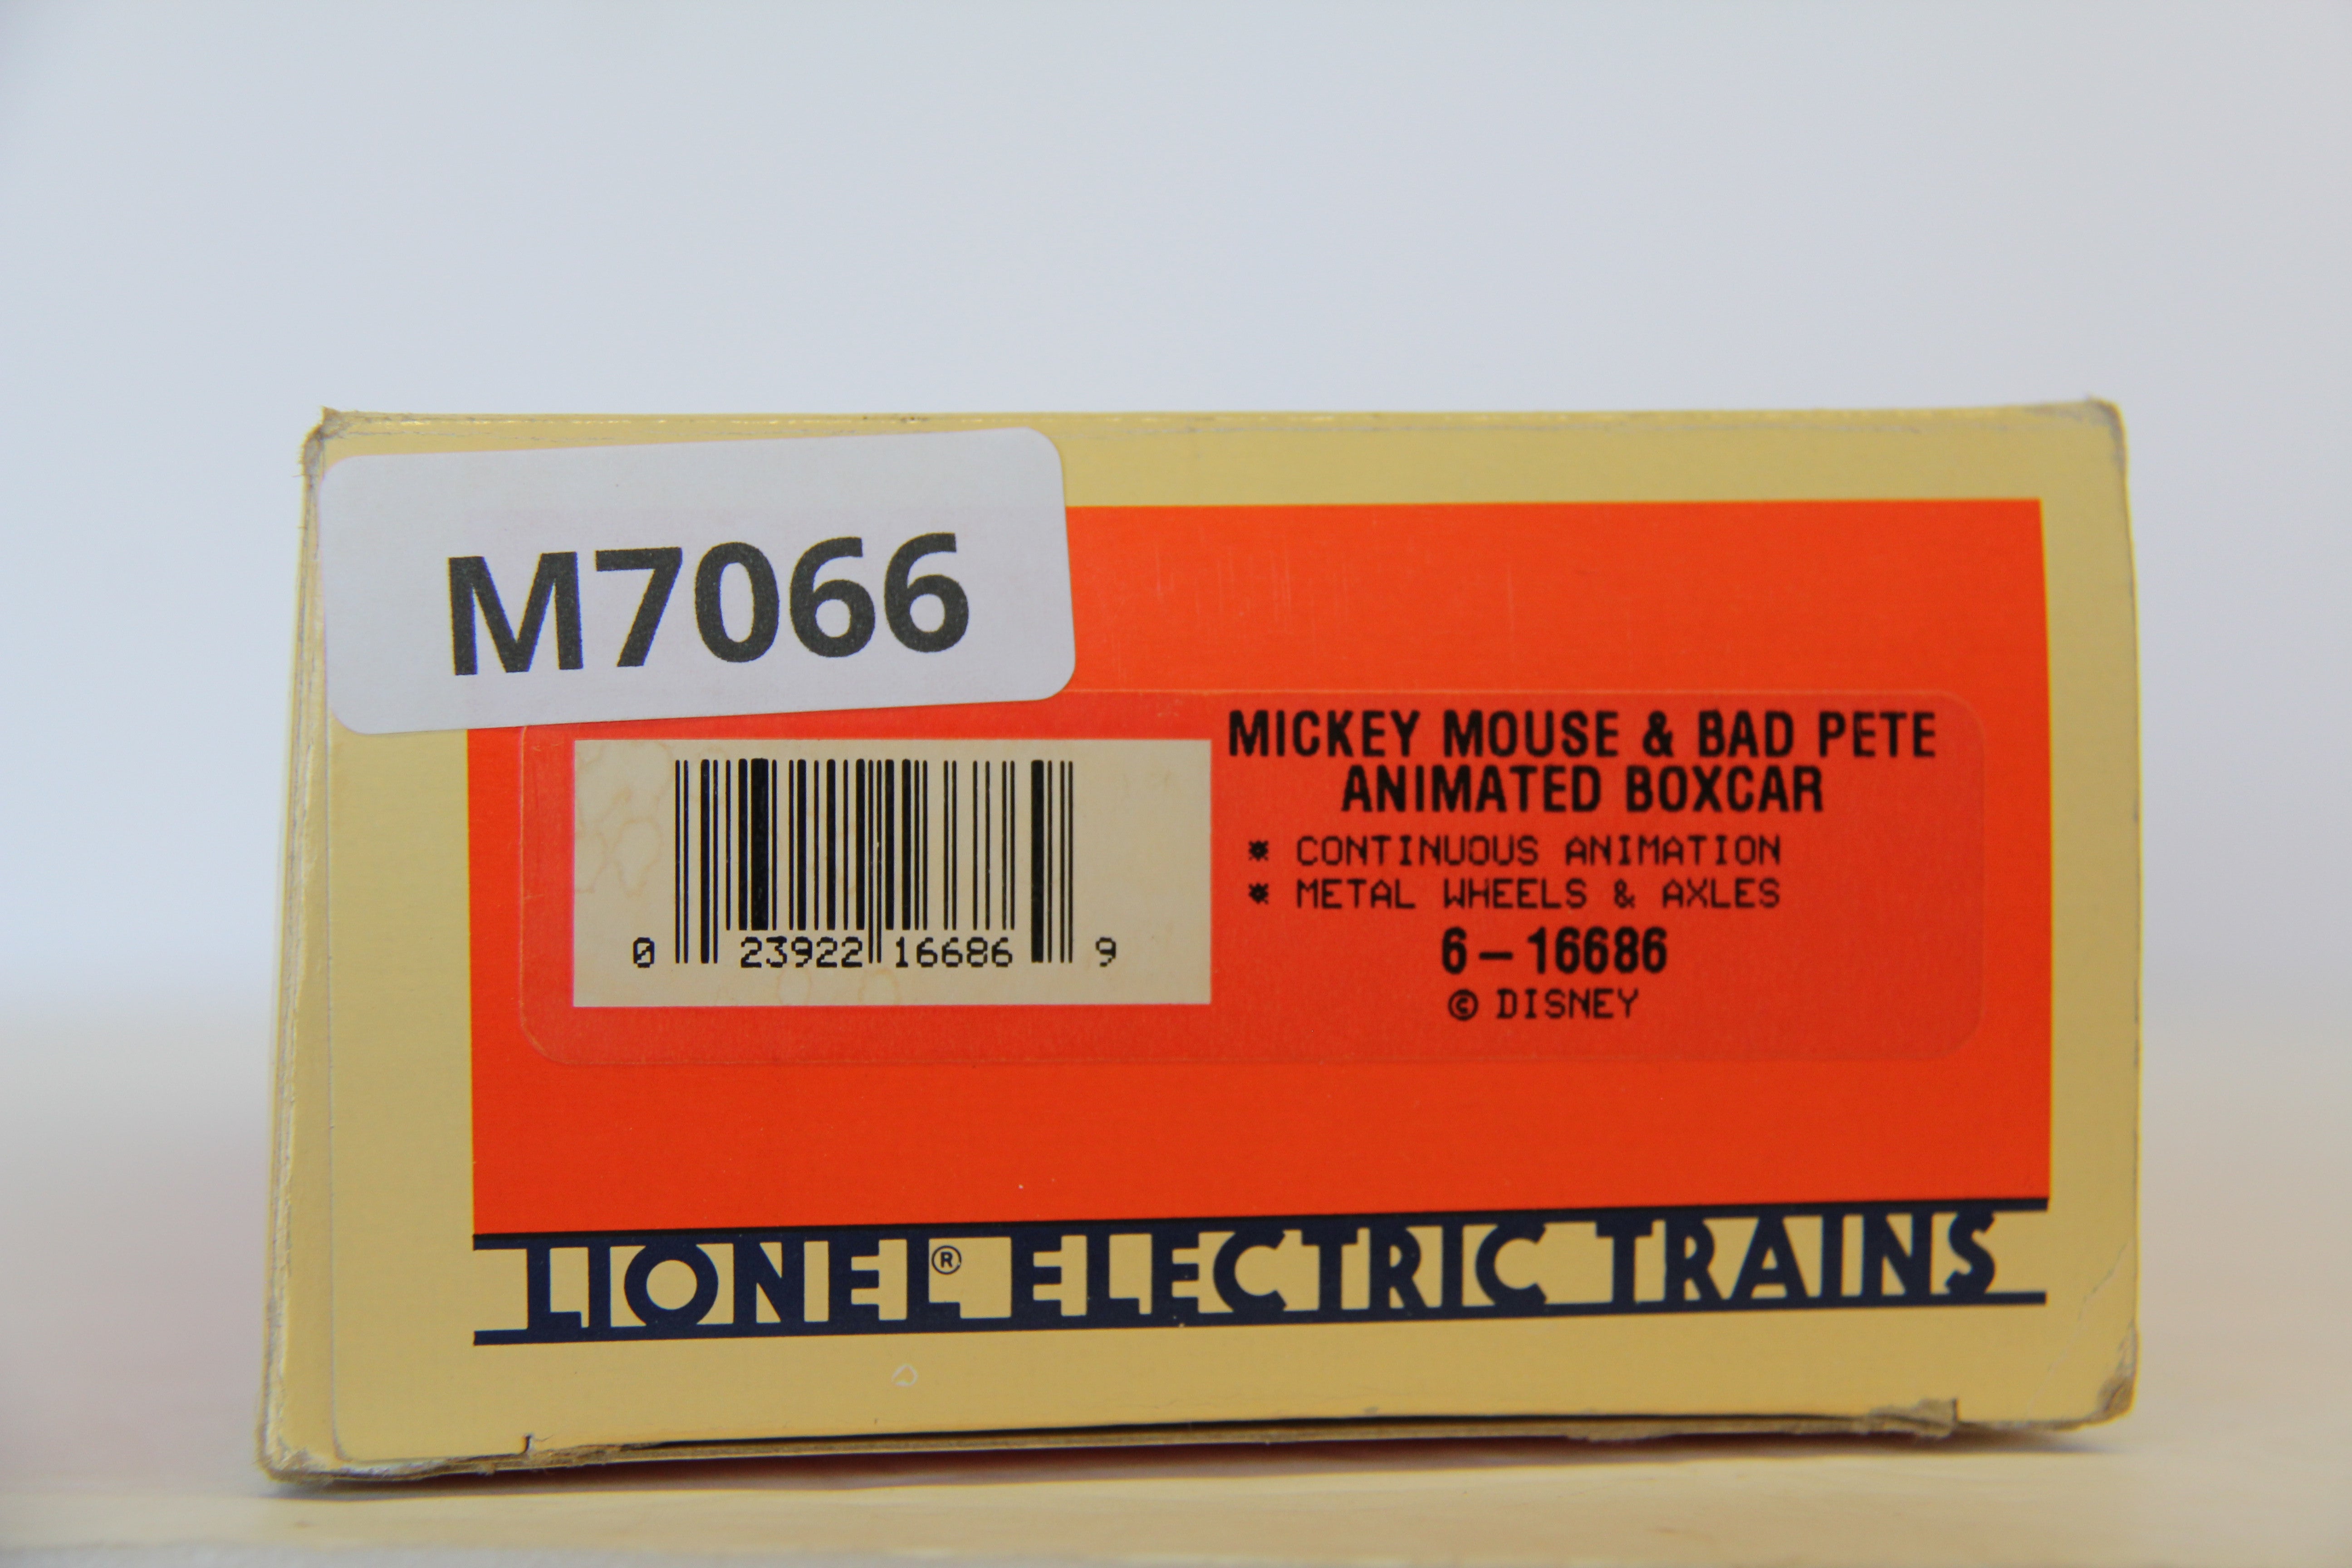 M7066
MICKEY MOUSE & BAD PETE
ANIMATED BOXCAR
* CONTINUOUS ANIMATION
* METAL WHEELS & AXLES
6-16686
© DISNEY
0 23922 16686 9
LIONEL® ELECTRIC TRAINS